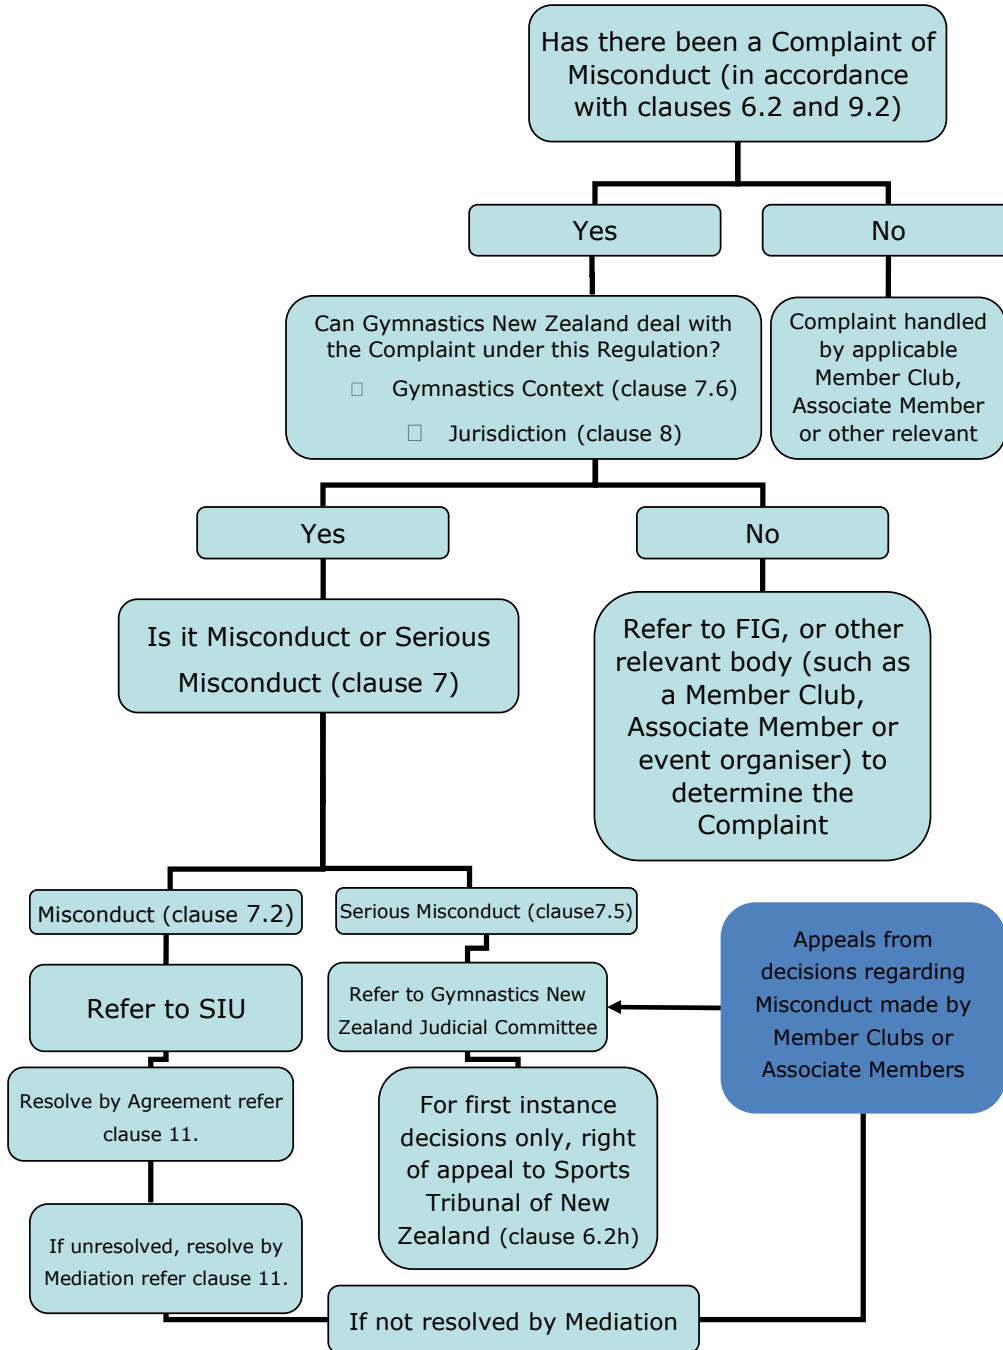 Has there been a Complaint of
Misconduct (in accordance
with clauses 6.2 and 9.2)
Yes
No
Can Gymnastics New Zealand deal with
the Complaint under this Regulation?
Gymnastics Context (clause 7.6)
Jurisdiction (clause 8)
Complaint handled
by applicable
Member Club,
Associate Member
or other relevant
Yes
No
Is it Misconduct or Serious
Misconduct (clause 7)
Refer to FIG, or other
relevant body (such as
a Member Club,
Associate Member or
event organiser) to
determine the
Complaint
Misconduct (clause 7.2)
Serious Misconduct (clause7.5)
Appeals from
decisions regarding
Misconduct made by
Member Clubs or
Associate Members
Refer to SIU
Refer to Gymnastics New
Zealand Judicial Committee
Resolve by Agreement refer
clause 11.
For first instance
decisions only, right
of appeal to Sports
Tribunal of New
Zealand (clause 6.2h)
If unresolved, resolve by
Mediation refer clause 11.
If not resolved by Mediation